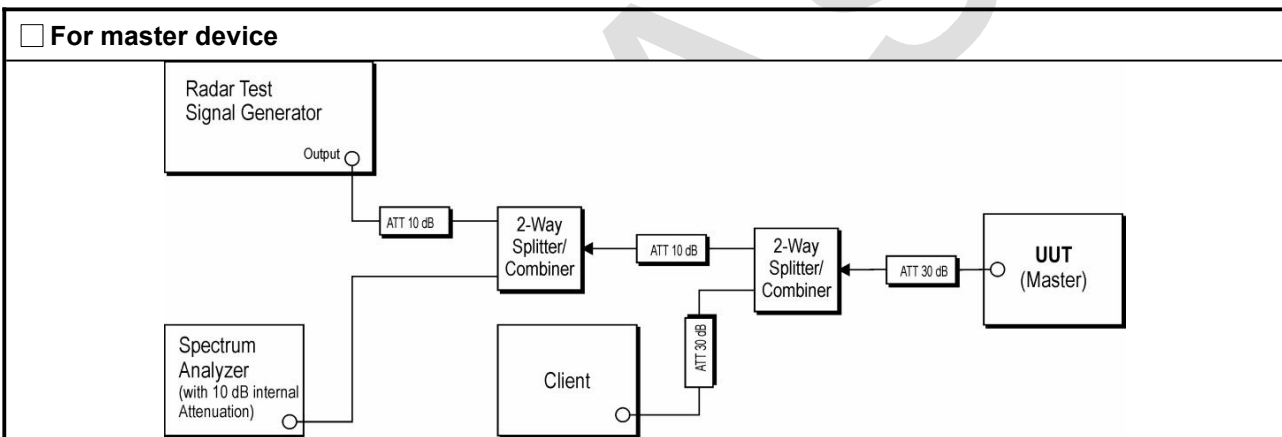 ☐ For master device
Radar Test
Signal Generator
Output
ATT 10 dB
2-Way
Splitter/
Combiner
ATT 10 dB
2-Way
Splitter/
Combiner
ATT 30 dB
UUT
(Master)
Spectrum
Analyzer
(with 10 dB internal
Attenuation)
Client
ATT 30 dB